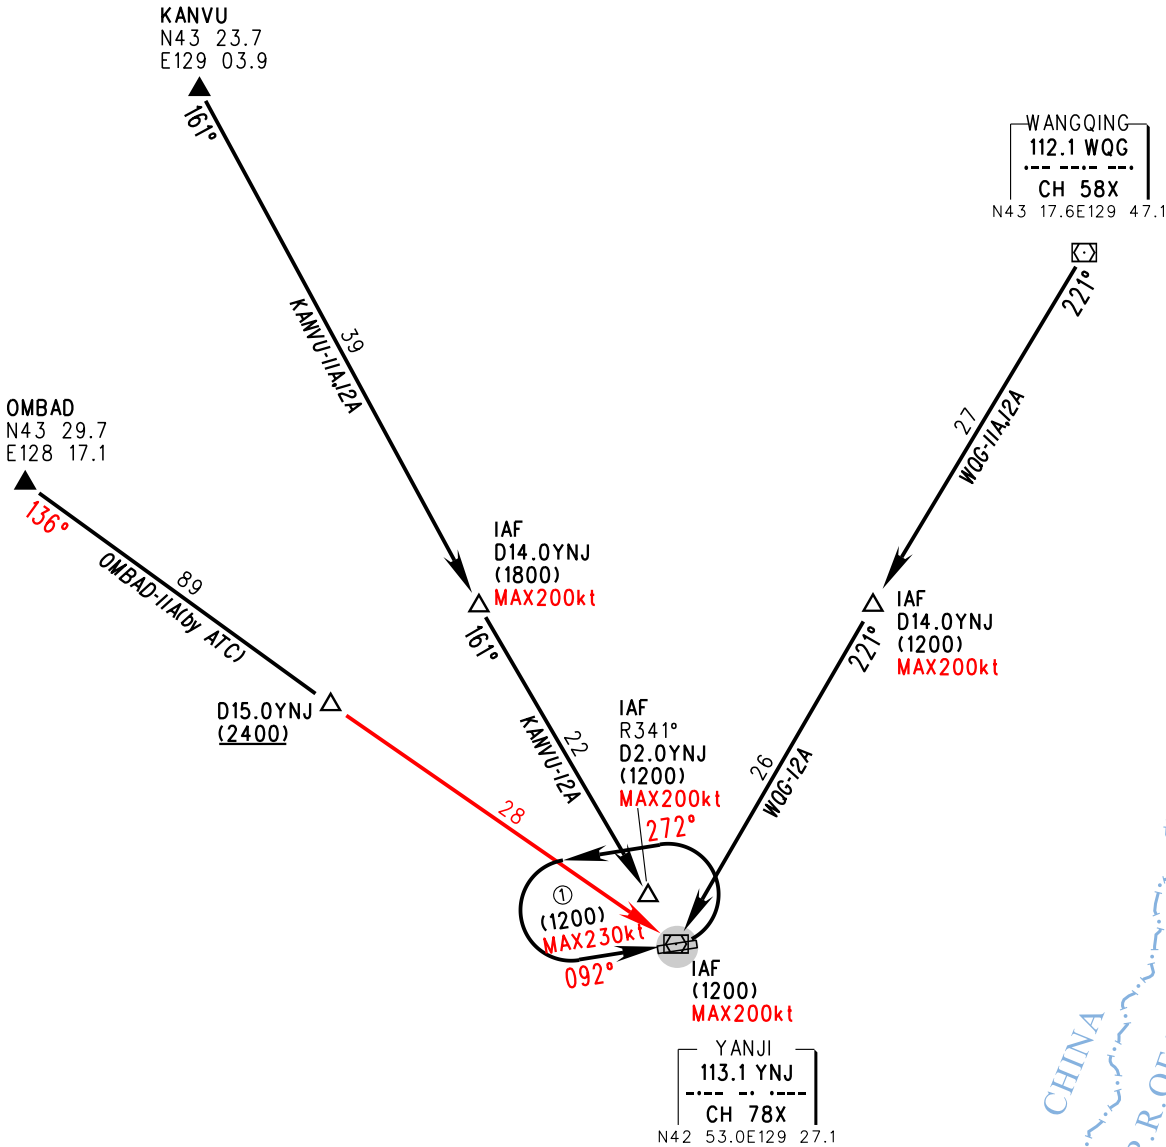 KANVU
N43 23.7
E129 03.9
161°
WANGQING
112.1 WQG
·-- --·- --·
CH 58X
N43 17.6E129 47.1
221°
39
KANVU-11A,12A
27
WQG-11A,12A
OMBAD
N43 29.7
E128 17.1
136°
89
OMBAD-11A(by ATC)
IAF
D14.0YNJ
(1800)
MAX200kt
161°
IAF
D14.0YNJ
(1200)
MAX200kt
221°
D15.0YNJ
(2400)
28
22
KANVU-12A
IAF
R341°
D2.0YNJ
(1200)
MAX200kt
26
WQG-12A
272°
①
(1200)
MAX230kt
092°
IAF
(1200)
MAX200kt
YANJI
113.1 YNJ
-·-- -· ·---
CH 78X
N42 53.0E129 27.1
CHINA